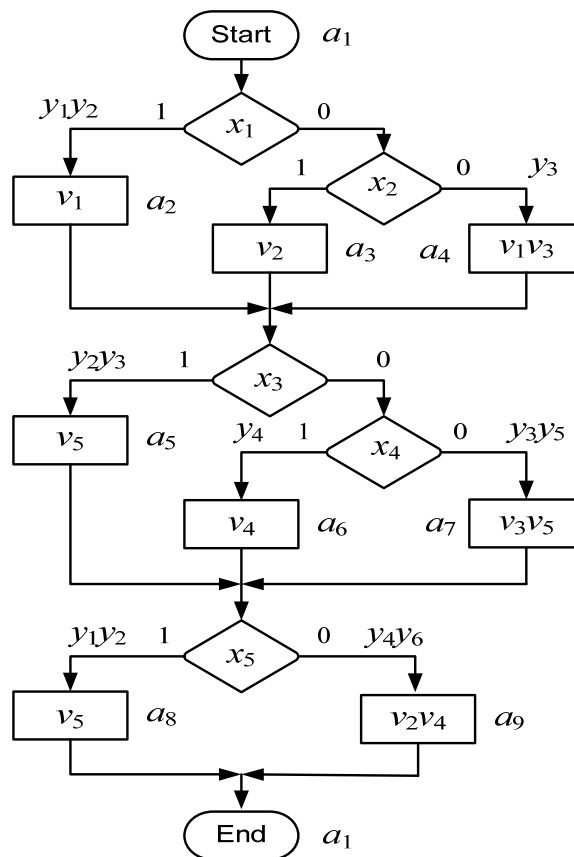 Start a₁
y₁y₂ 1 x₁ 0
1 x₂ 0 y₃
v₁ a₂
v₂ a₃ a₄ v₁v₃
y₂y₃ 1 x₃ 0
v₅ a₅ y₄ 1 x₄ 0 y₃y₅
v₄ a₆ a₇ v₃v₅
y₁y₂ 1 x₅ 0 y₄y₆
v₅ a₈ v₂v₄ a₉
End a₁